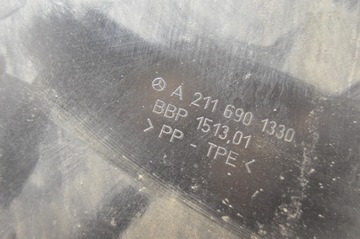 A 211 690 1330
BBP 1513,01
> PP - TPE <